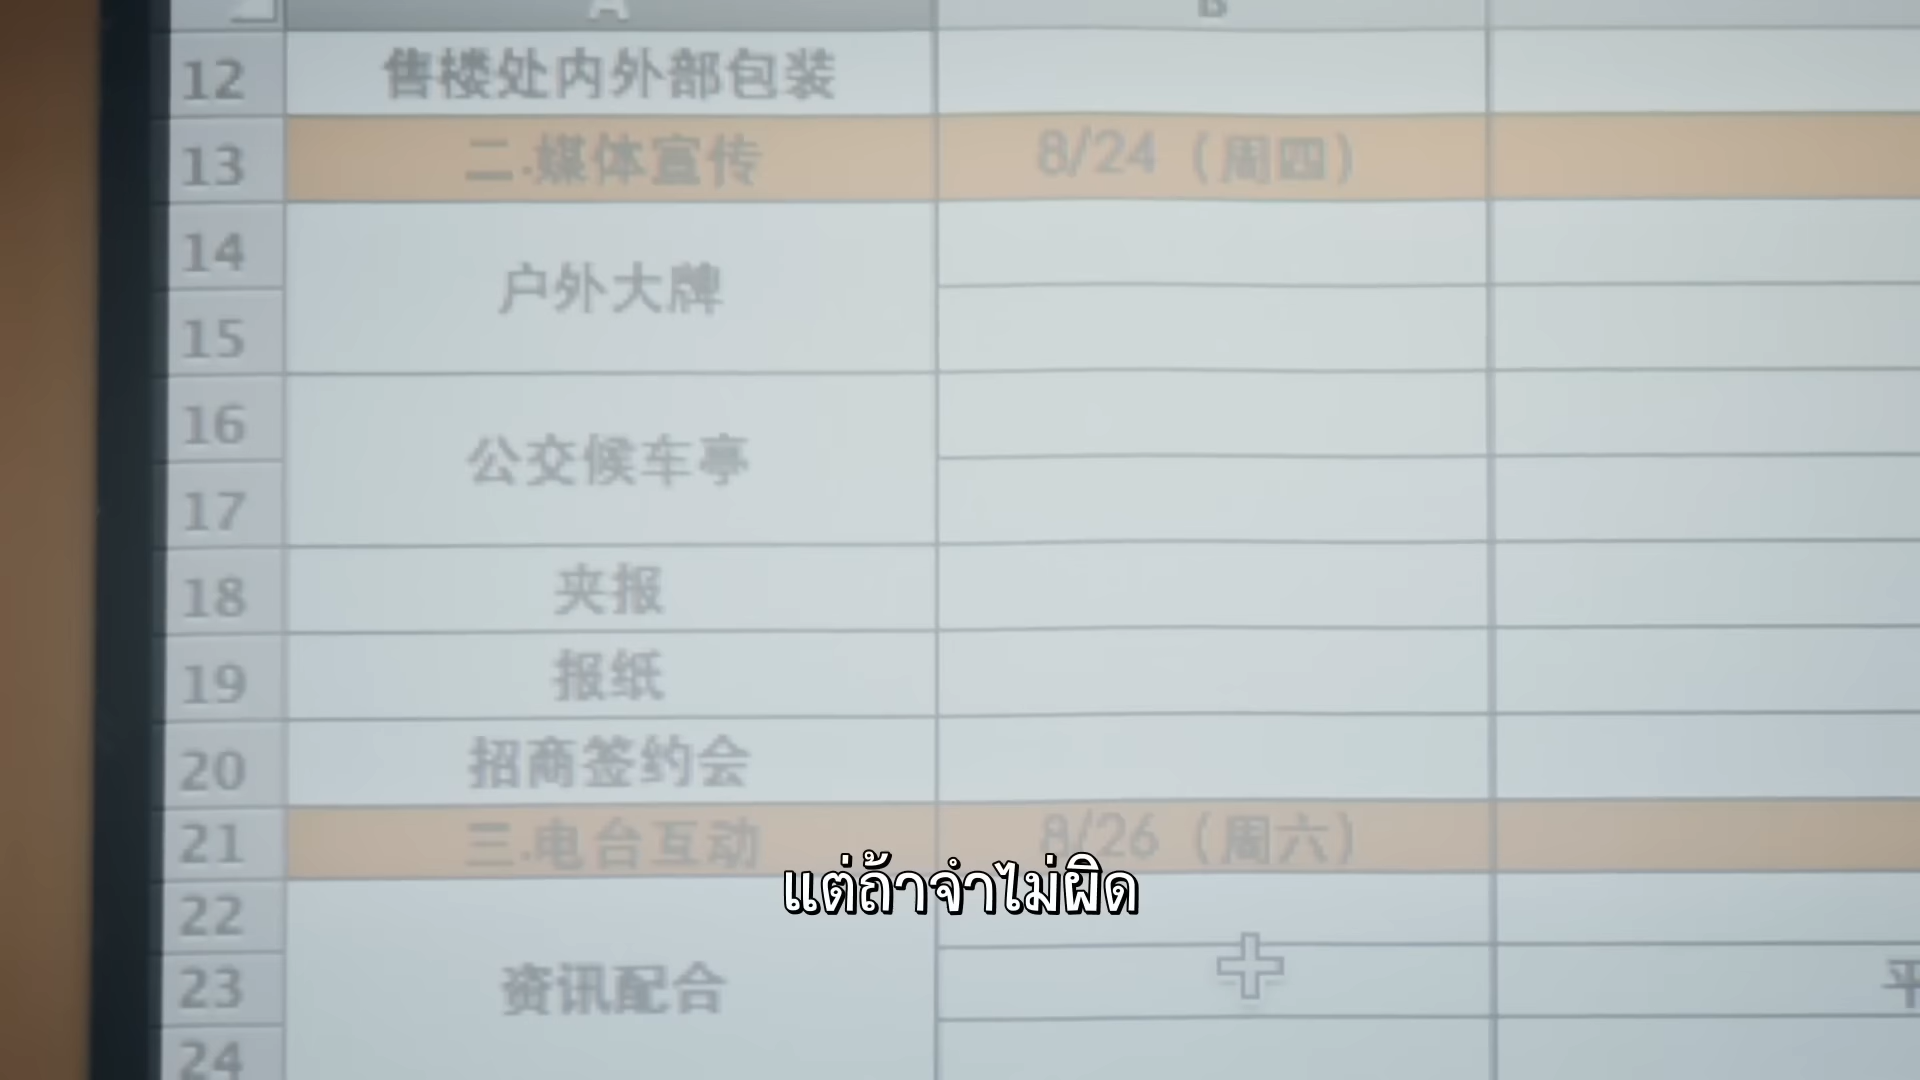 A B
12 售楼处内外部包装
13 二.媒体宣传 8/24（周四）
14
户外大牌
15
16
公交候车亭
17
18 夹报
19 报纸
20 招商签约会
21 三.电台互动 8/26（周六）
แต่ถ้าจำไม่ผิด
22
23 资讯配合 平
24